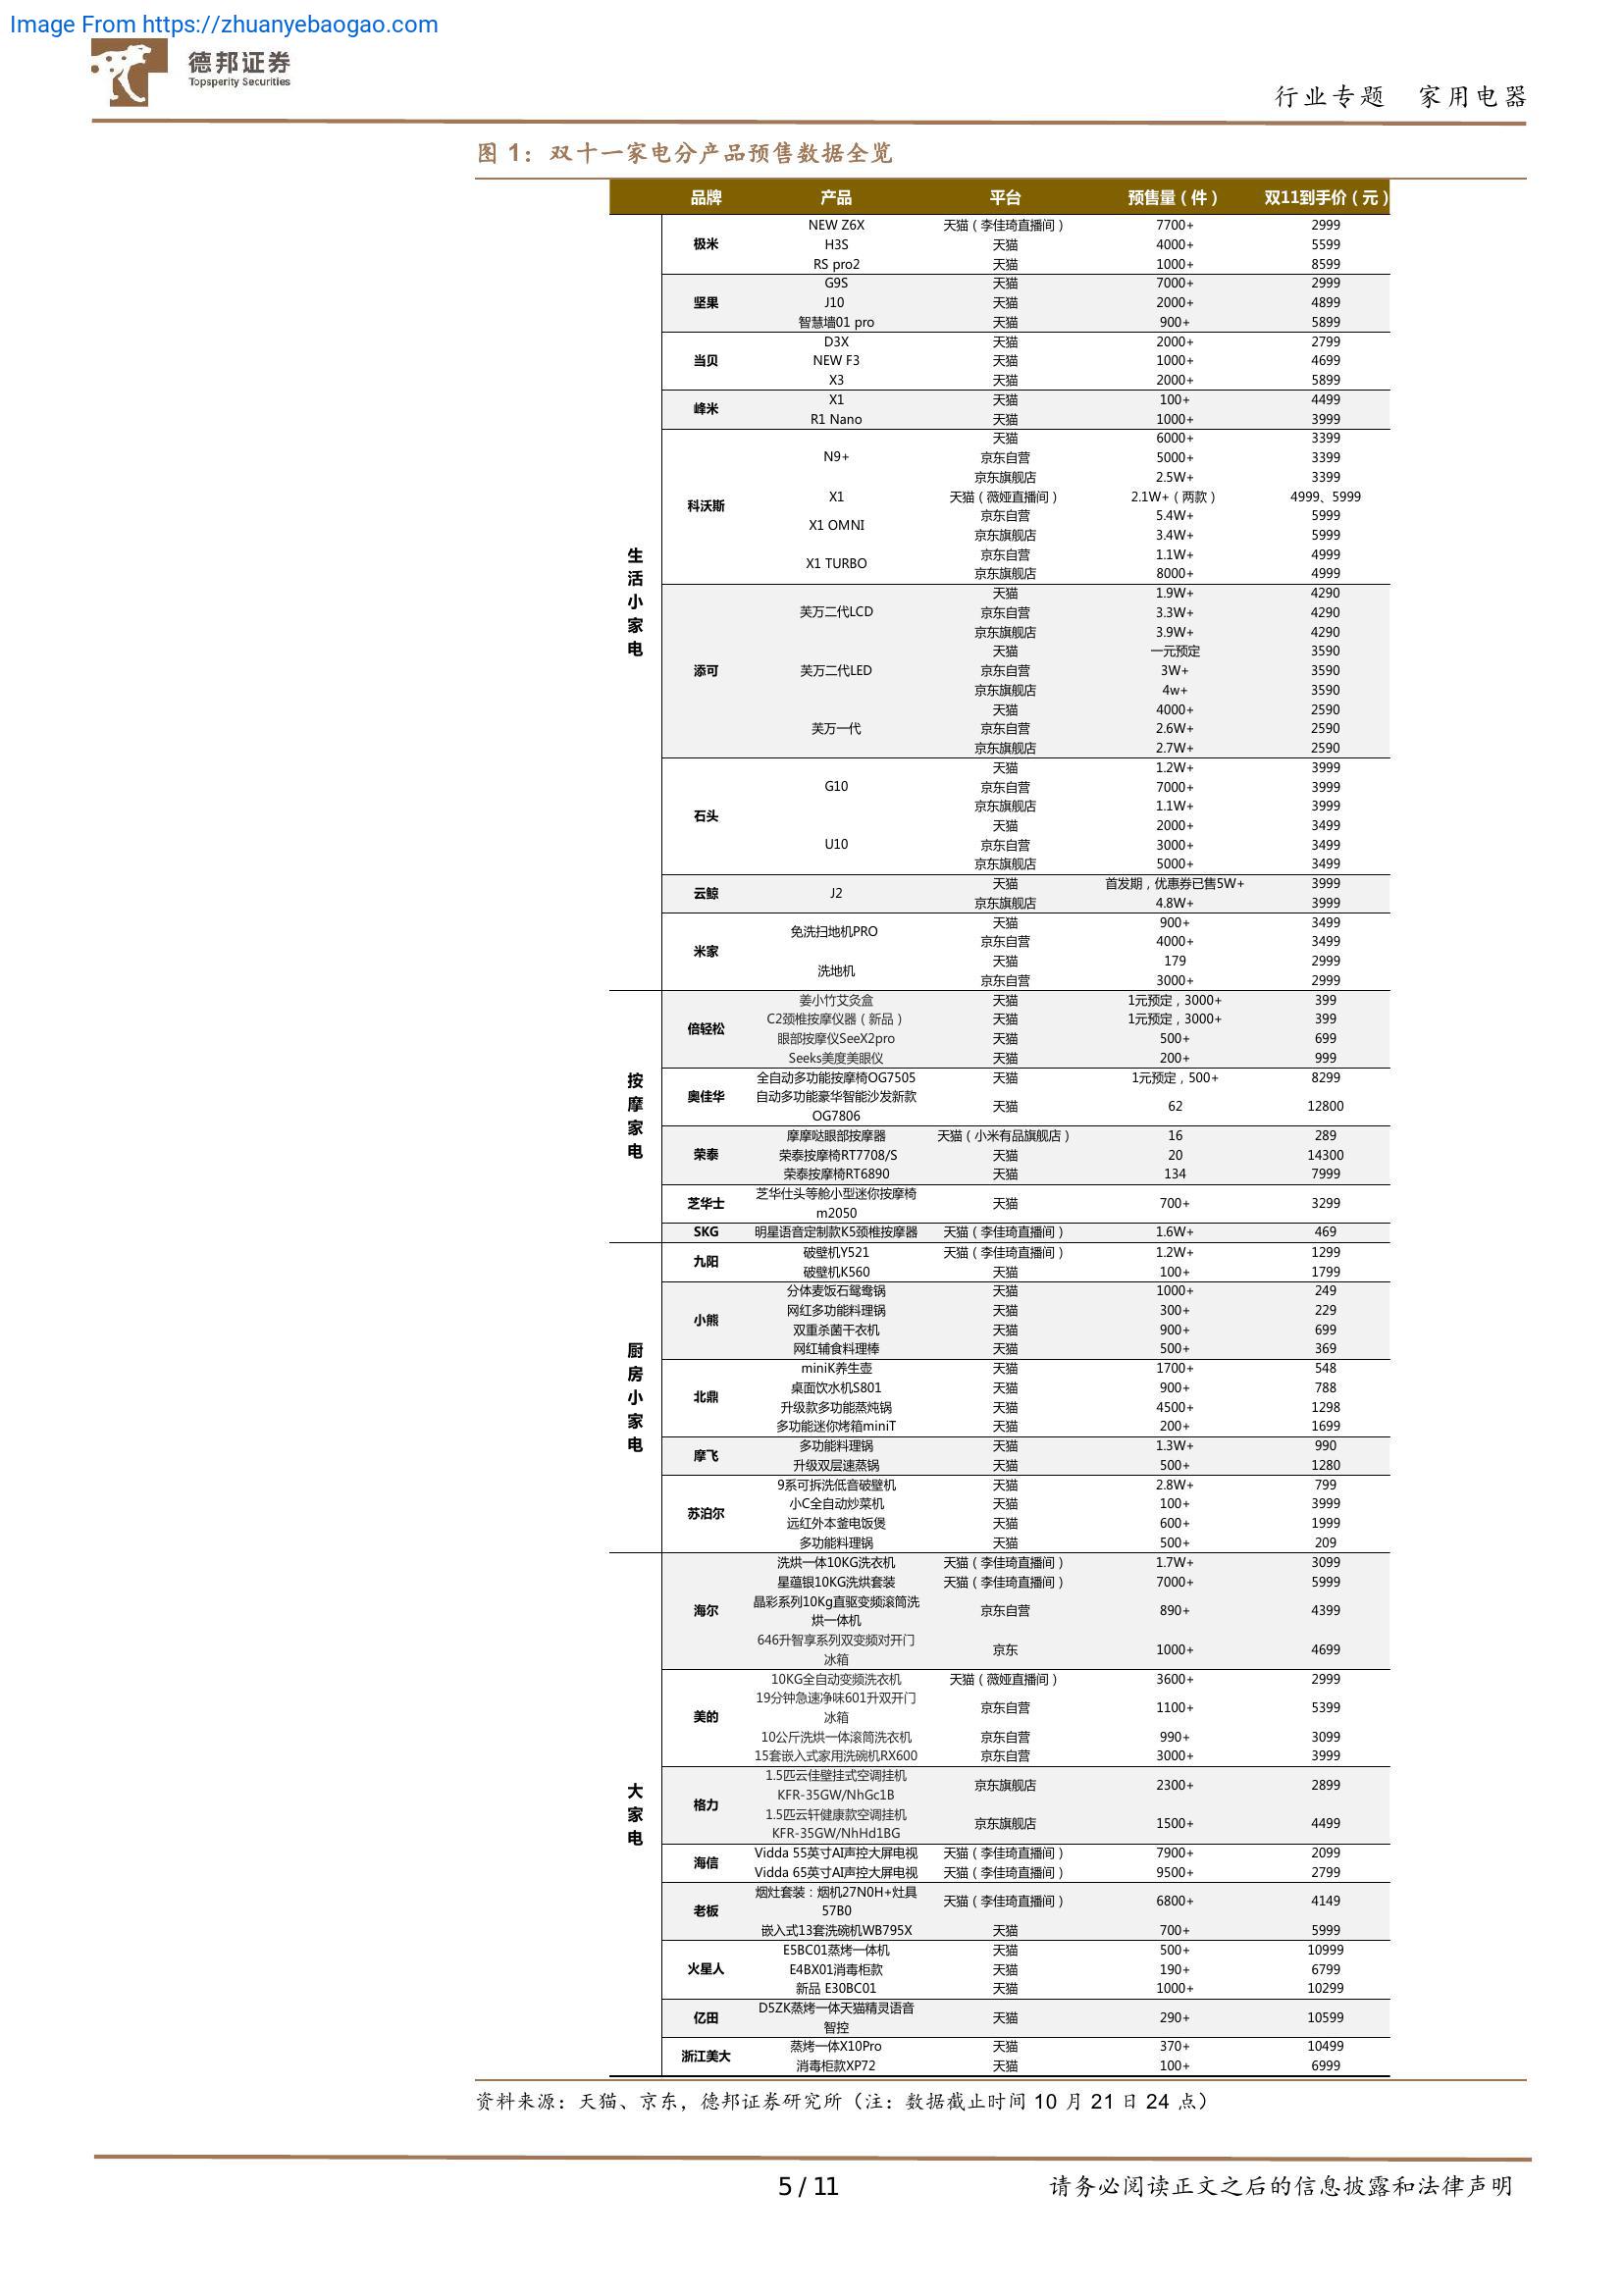 Image From https://zhuanyebaogao.com
德邦证券
Topsperity Securities
行业专题 家用电器
图 1：双十一家电分产品预售数据全览
品牌 产品 平台 预售量（件） 双11到手价（元）
生活小家电
极米
NEW Z6X 天猫（李佳琦直播间） 7700+ 2999
H3S 天猫 4000+ 5599
RS pro2 天猫 1000+ 8599
坚果
G9S 天猫 7000+ 2999
J10 天猫 2000+ 4899
智慧墙01 pro 天猫 900+ 5899
当贝
D3X 天猫 2000+ 2799
NEW F3 天猫 1000+ 4699
X3 天猫 2000+ 5899
峰米
X1 天猫 100+ 4499
R1 Nano 天猫 1000+ 3999
科沃斯
N9+ 天猫 6000+ 3399
京东自营 5000+ 3399
京东旗舰店 2.5W+ 3399
X1 天猫（薇娅直播间） 2.1W+（两款） 4999、5999
X1 OMNI 京东自营 5.4W+ 5999
京东旗舰店 3.4W+ 5999
X1 TURBO 京东自营 1.1W+ 4999
京东旗舰店 8000+ 4999
添可
芙万二代LCD 天猫 1.9W+ 4290
京东自营 3.3W+ 4290
京东旗舰店 3.9W+ 4290
芙万二代LED 天猫 一元预定 3590
京东自营 3W+ 3590
京东旗舰店 4w+ 3590
芙万一代 天猫 4000+ 2590
京东自营 2.6W+ 2590
京东旗舰店 2.7W+ 2590
石头
G10 天猫 1.2W+ 3999
京东自营 7000+ 3999
京东旗舰店 1.1W+ 3999
U10 天猫 2000+ 3499
京东自营 3000+ 3499
京东旗舰店 5000+ 3499
云鲸
J2 天猫 首发期，优惠券已售5W+ 3999
京东旗舰店 4.8W+ 3999
米家
免洗扫地机PRO 天猫 900+ 3499
京东自营 4000+ 3499
洗地机 天猫 179 2999
京东自营 3000+ 2999
按摩家电
倍轻松
姜小竹艾灸盒 天猫 1元预定，3000+ 399
C2颈椎按摩仪器（新品） 天猫 1元预定，3000+ 399
眼部按摩仪SeeX2pro 天猫 500+ 699
Seeks美度美眼仪 天猫 200+ 999
奥佳华
全自动多功能按摩椅OG7505 天猫 1元预定，500+ 8299
自动多功能豪华智能沙发新款
OG7806 天猫 62 12800
荣泰
摩摩哒眼部按摩器 天猫（小米有品旗舰店） 16 289
荣泰按摩椅RT7708/S 天猫 20 14300
荣泰按摩椅RT6890 天猫 134 7999
芝华士
芝华仕头等舱小型迷你按摩椅
m2050 天猫 700+ 3299
SKG 明星语音定制款K5颈椎按摩器 天猫（李佳琦直播间） 1.6W+ 469
厨房小家电
九阳
破壁机Y521 天猫（李佳琦直播间） 1.2W+ 1299
破壁机K560 天猫 100+ 1799
小熊
分体麦饭石鸳鸯锅 天猫 1000+ 249
网红多功能料理锅 天猫 300+ 229
双重杀菌干衣机 天猫 900+ 699
网红辅食料理棒 天猫 500+ 369
北鼎
miniK养生壶 天猫 1700+ 548
桌面饮水机S801 天猫 900+ 788
升级款多功能蒸炖锅 天猫 4500+ 1298
多功能迷你烤箱miniT 天猫 200+ 1699
摩飞
多功能料理锅 天猫 1.3W+ 990
升级双层速蒸锅 天猫 500+ 1280
苏泊尔
9系可拆洗低音破壁机 天猫 2.8W+ 799
小C全自动炒菜机 天猫 100+ 3999
远红外本釜电饭煲 天猫 600+ 1999
多功能料理锅 天猫 500+ 209
大家电
海尔
洗烘一体10KG洗衣机 天猫（李佳琦直播间） 1.7W+ 3099
星蕴银10KG洗烘套装 天猫（李佳琦直播间） 7000+ 5999
晶彩系列10Kg直驱变频滚筒洗
烘一体机 京东自营 890+ 4399
646升智享系列双变频对开门
冰箱 京东 1000+ 4699
美的
10KG全自动变频洗衣机 天猫（薇娅直播间） 3600+ 2999
19分钟急速净味601升双开门
冰箱 京东自营 1100+ 5399
10公斤洗烘一体滚筒洗衣机 京东自营 990+ 3099
15套嵌入式家用洗碗机RX600 京东自营 3000+ 3999
格力
1.5匹云佳壁挂式空调挂机
KFR-35GW/NhGc1B 京东旗舰店 2300+ 2899
1.5匹云轩健康款空调挂机
KFR-35GW/NhHd1BG 京东旗舰店 1500+ 4499
海信
Vidda 55英寸AI声控大屏电视 天猫（李佳琦直播间） 7900+ 2099
Vidda 65英寸AI声控大屏电视 天猫（李佳琦直播间） 9500+ 2799
老板
烟灶套装：烟机27N0H+灶具
57B0 天猫（李佳琦直播间） 6800+ 4149
嵌入式13套洗碗机WB795X 天猫 700+ 5999
火星人
E5BC01蒸烤一体机 天猫 500+ 10999
E4BX01消毒柜款 天猫 190+ 6799
新品 E30BC01 天猫 1000+ 10299
亿田
D5ZK蒸烤一体天猫精灵语音
智控 天猫 290+ 10599
浙江美大
蒸烤一体X10Pro 天猫 370+ 10499
消毒柜款XP72 天猫 100+ 6999
资料来源：天猫、京东，德邦证券研究所（注：数据截止时间 10 月 21 日 24 点）
5 / 11
请务必阅读正文之后的信息披露和法律声明